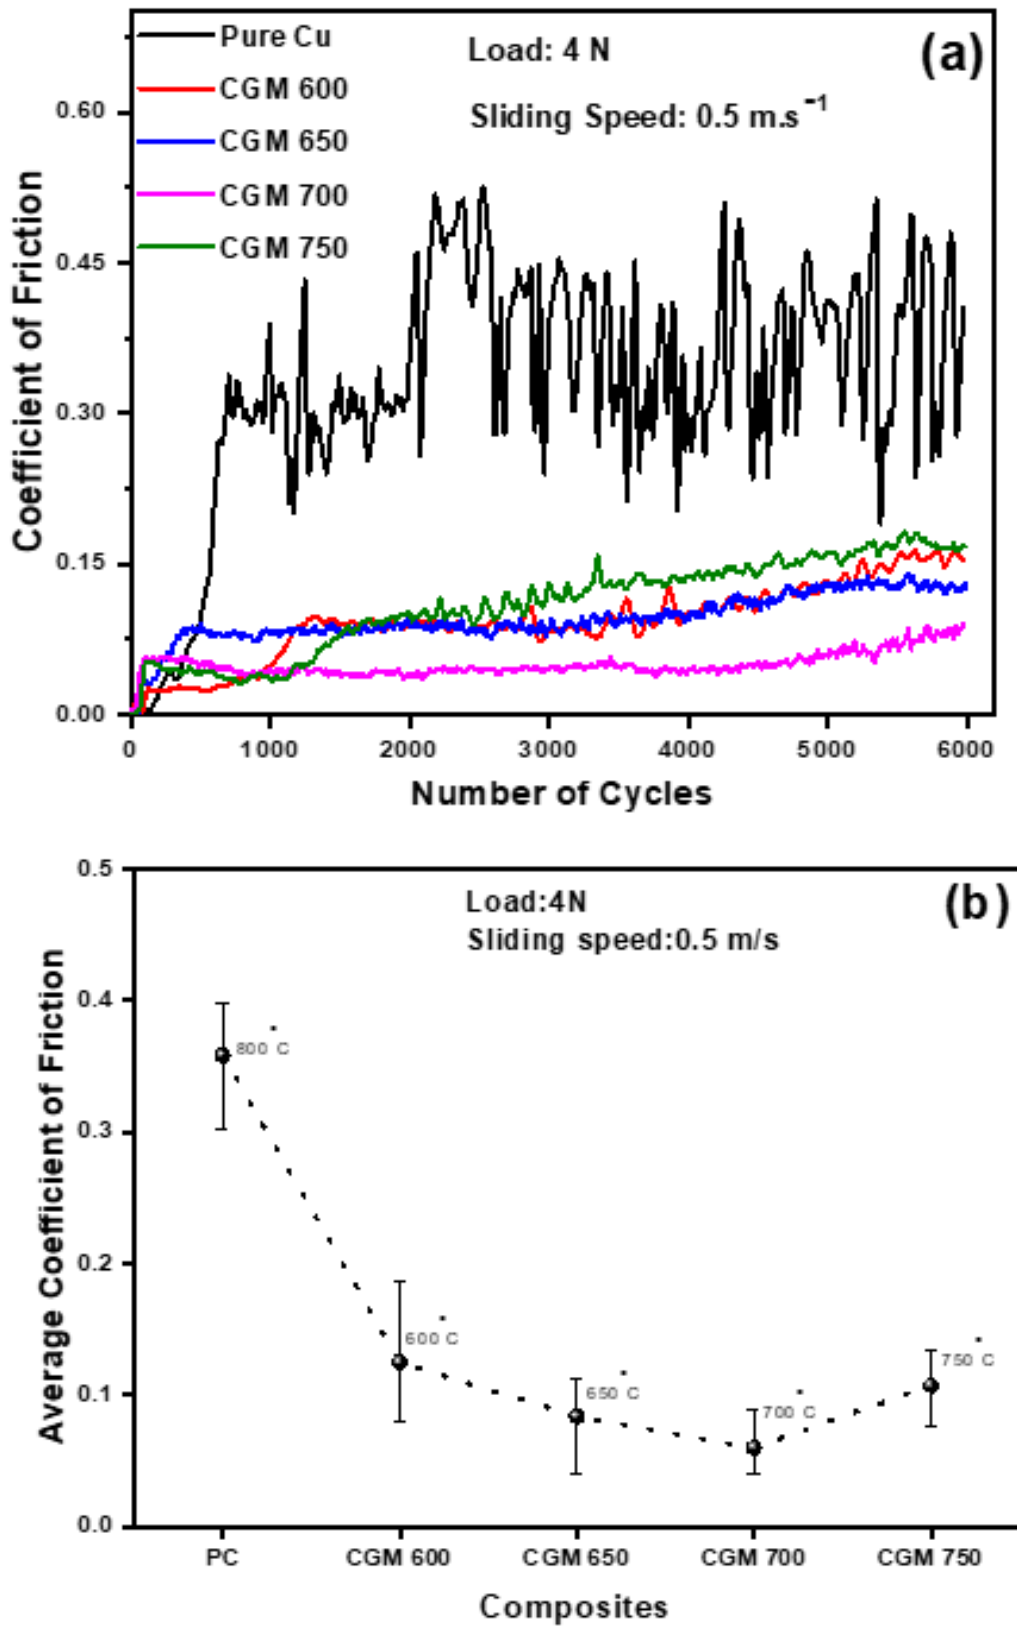 Pure Cu
CGM 600
CGM 650
CGM 700
CGM 750
Load: 4 N
Sliding Speed: 0.5 m.s⁻¹
(a)
Coefficient of Friction
0.60
0.45
0.30
0.15
0.00
0 1000 2000 3000 4000 5000 6000
Number of Cycles
Load:4N
Sliding speed:0.5 m/s
(b)
Average Coefficient of Friction
0.5
0.4
0.3
0.2
0.1
0.0
800 °C
600 °C
650 °C
700 °C
750 °C
PC CGM 600 CGM 650 CGM 700 CGM 750
Composites